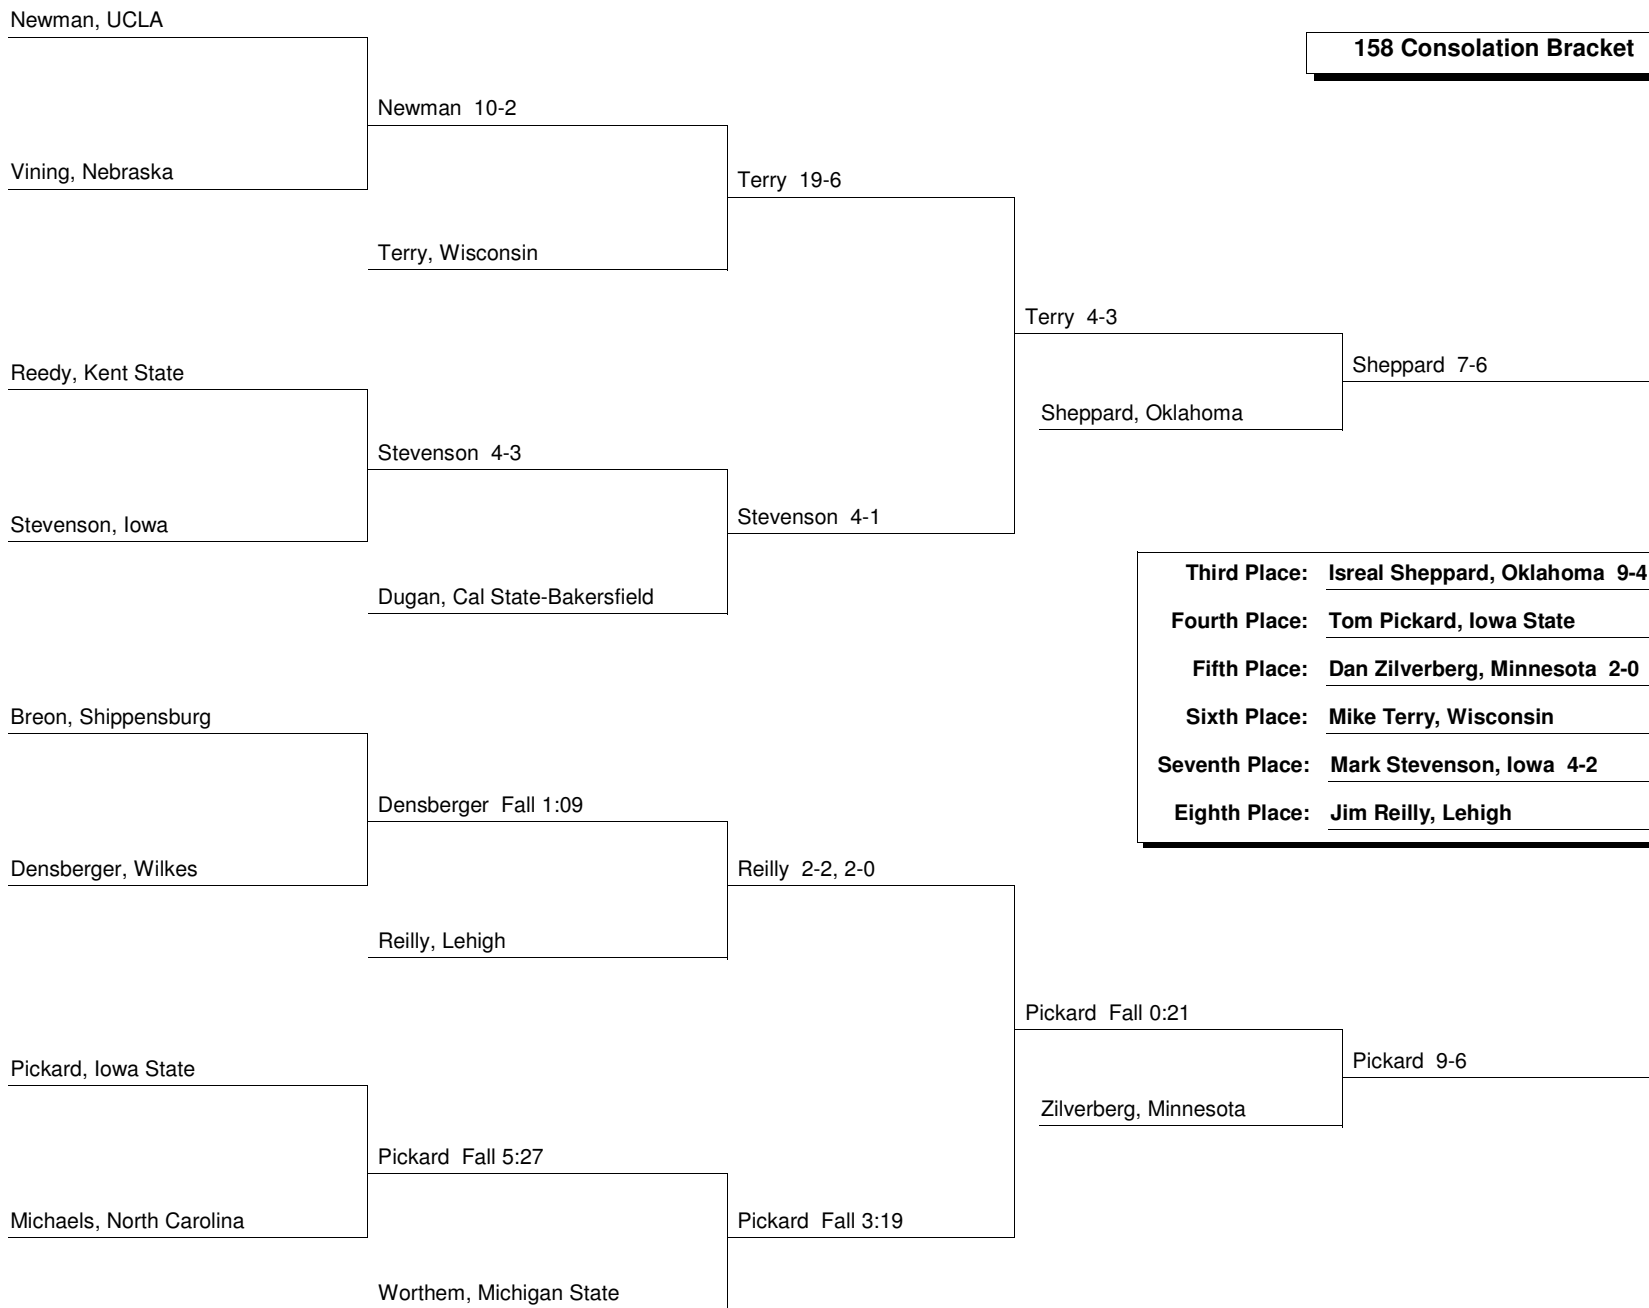 Newman, UCLA
158 Consolation Bracket
Newman 10-2
Vining, Nebraska
Terry 19-6
Terry, Wisconsin
Terry 4-3
Reedy, Kent State
Sheppard 7-6
Sheppard, Oklahoma
Stevenson 4-3
Stevenson, Iowa
Stevenson 4-1
Dugan, Cal State-Bakersfield
Third Place: Isreal Sheppard, Oklahoma 9-4
Fourth Place: Tom Pickard, Iowa State
Fifth Place: Dan Zilverberg, Minnesota 2-0
Sixth Place: Mike Terry, Wisconsin
Seventh Place: Mark Stevenson, Iowa 4-2
Eighth Place: Jim Reilly, Lehigh
Breon, Shippensburg
Densberger Fall 1:09
Densberger, Wilkes
Reilly 2-2, 2-0
Reilly, Lehigh
Pickard Fall 0:21
Pickard, Iowa State
Pickard 9-6
Zilverberg, Minnesota
Pickard Fall 5:27
Michaels, North Carolina
Pickard Fall 3:19
Worthem, Michigan State